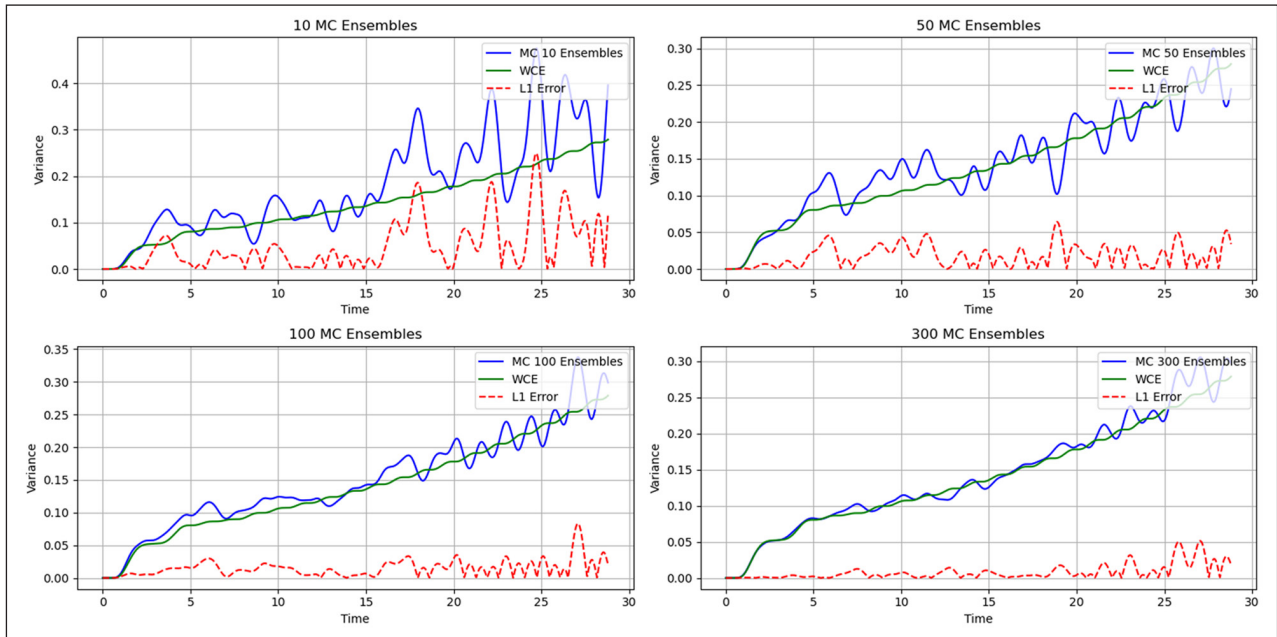 10 MC Ensembles
MC 10 Ensembles
WCE
L1 Error
0.4
0.3
0.2
0.1
0.0
Variance
0 5 10 15 20 25 30
Time
50 MC Ensembles
MC 50 Ensembles
WCE
L1 Error
0.30
0.25
0.20
0.15
0.10
0.05
0.00
Variance
0 5 10 15 20 25 30
Time
100 MC Ensembles
MC 100 Ensembles
WCE
L1 Error
0.35
0.30
0.25
0.20
0.15
0.10
0.05
0.00
Variance
0 5 10 15 20 25 30
Time
300 MC Ensembles
MC 300 Ensembles
WCE
L1 Error
0.30
0.25
0.20
0.15
0.10
0.05
0.00
Variance
0 5 10 15 20 25 30
Time